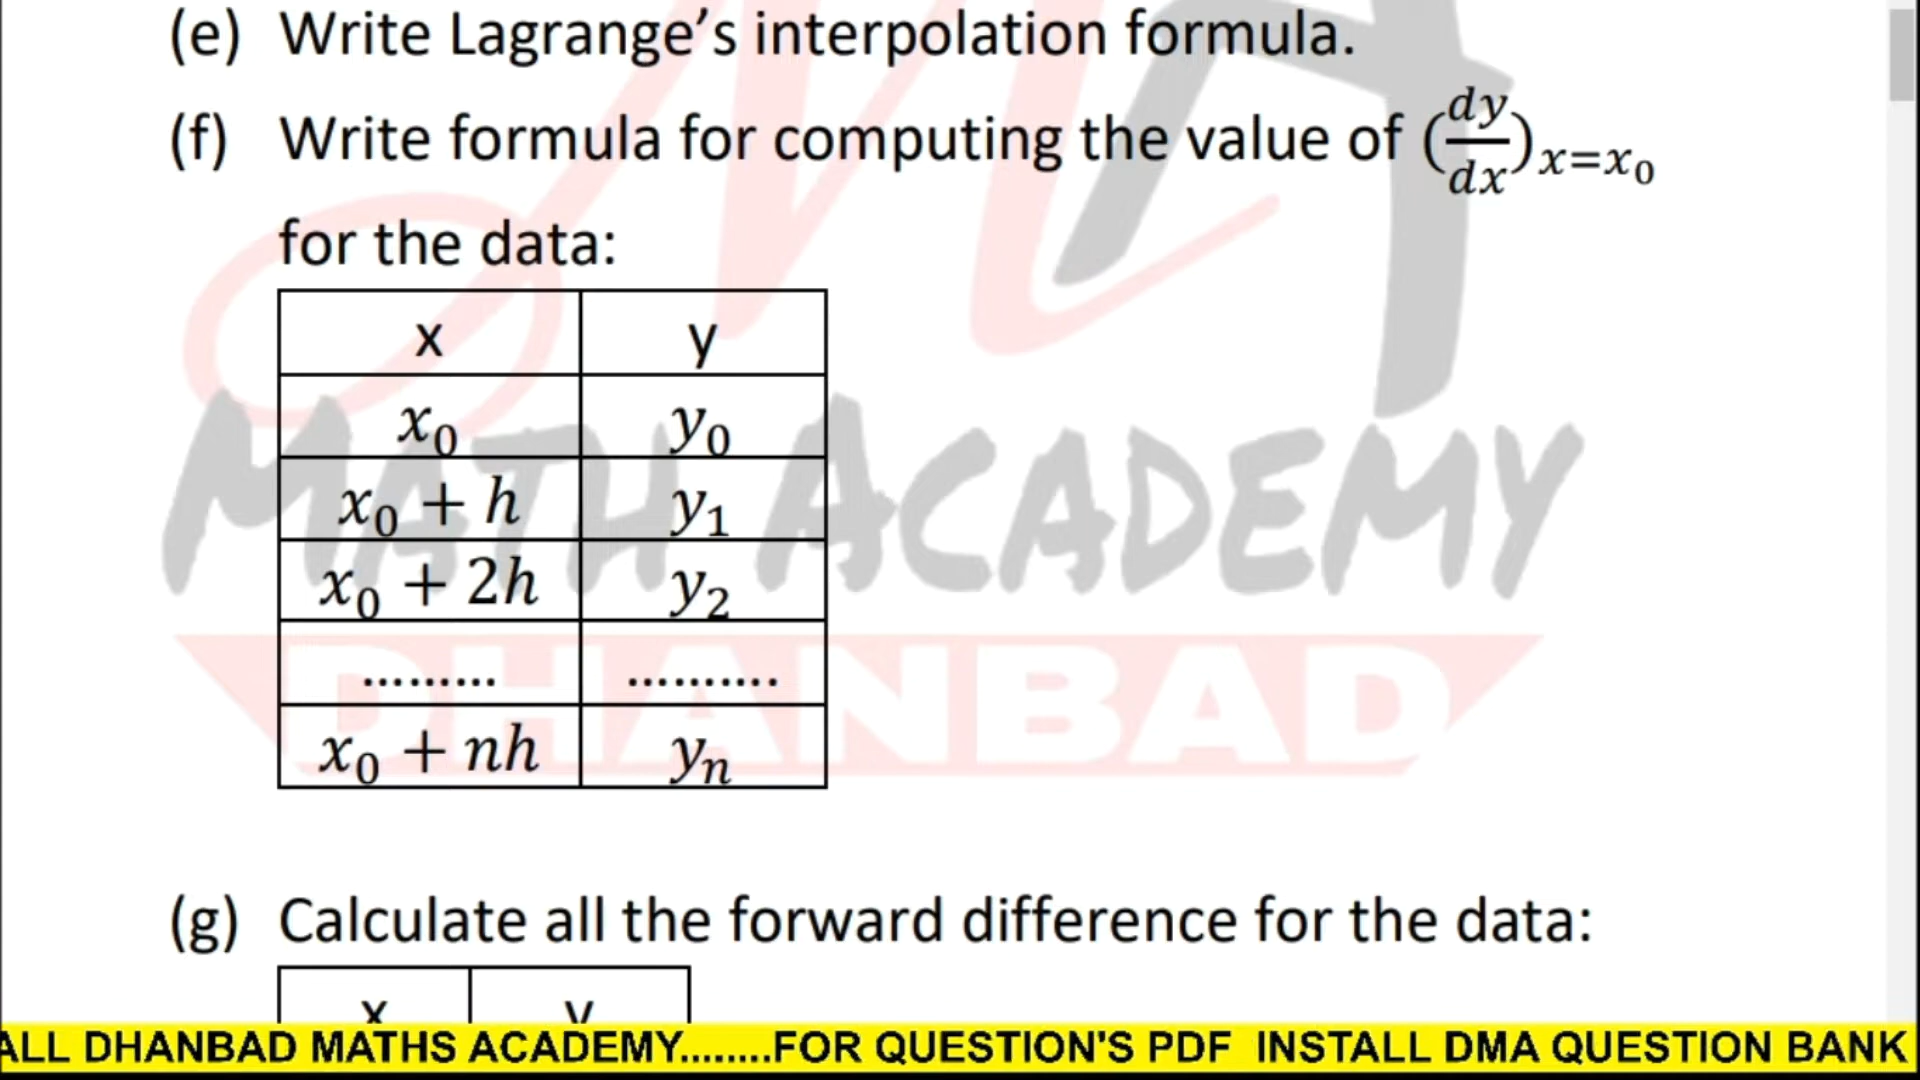 (e) Write Lagrange’s interpolation formula.
(f) Write formula for computing the value of (dy/dx)ₓ₌ₓ₀
for the data:
x y
x₀ y₀
x₀ + h y₁
x₀ + 2h y₂
......... ..........
x₀ + nh yₙ
MATH ACADEMY
DHANBAD
(g) Calculate all the forward difference for the data:
x y
ALL DHANBAD MATHS ACADEMY........FOR QUESTION'S PDF INSTALL DMA QUESTION BANK